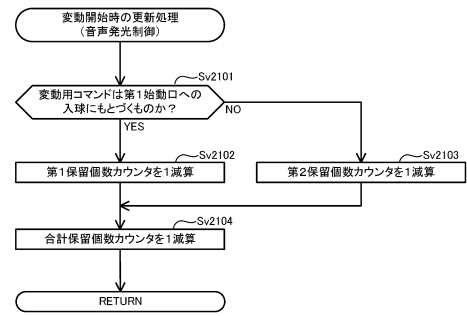 変動開始時の更新処理
(音声発光制御)
Sv2101
変動用コマンドは第1始動口への
入球にもとづくものか?
NO
YES
Sv2102
第1保留個数カウンタを1減算
Sv2103
第2保留個数カウンタを1減算
Sv2104
合計保留個数カウンタを1減算
RETURN